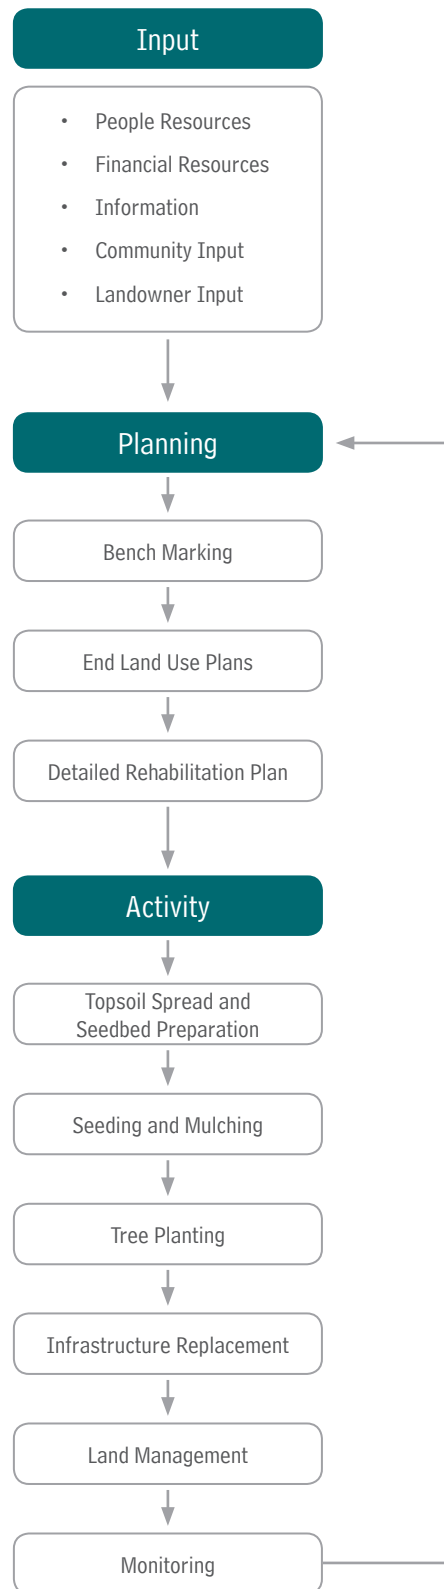 Input
• People Resources
• Financial Resources
• Information
• Community Input
• Landowner Input
Planning
Bench Marking
End Land Use Plans
Detailed Rehabilitation Plan
Activity
Topsoil Spread and
Seedbed Preparation
Seeding and Mulching
Tree Planting
Infrastructure Replacement
Land Management
Monitoring